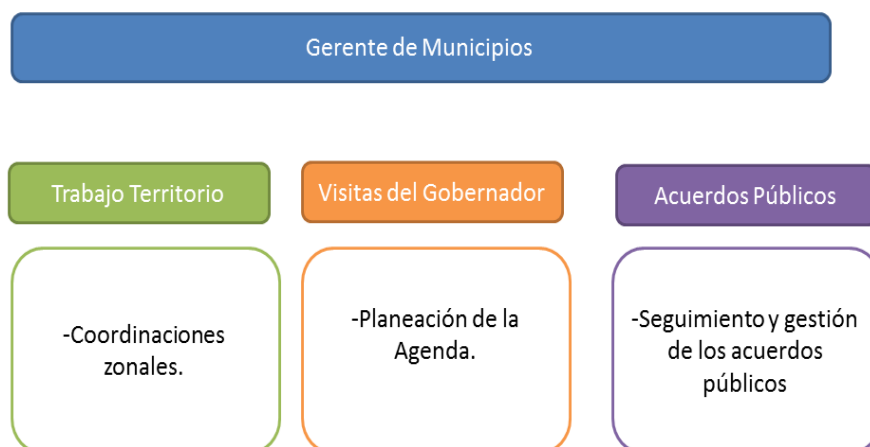 Gerente de Municipios
Trabajo Territorio
Visitas del Gobernador
Acuerdos Públicos
-Coordinaciones
zonales.
-Planeación de la
Agenda.
-Seguimiento y gestión
de los acuerdos
públicos